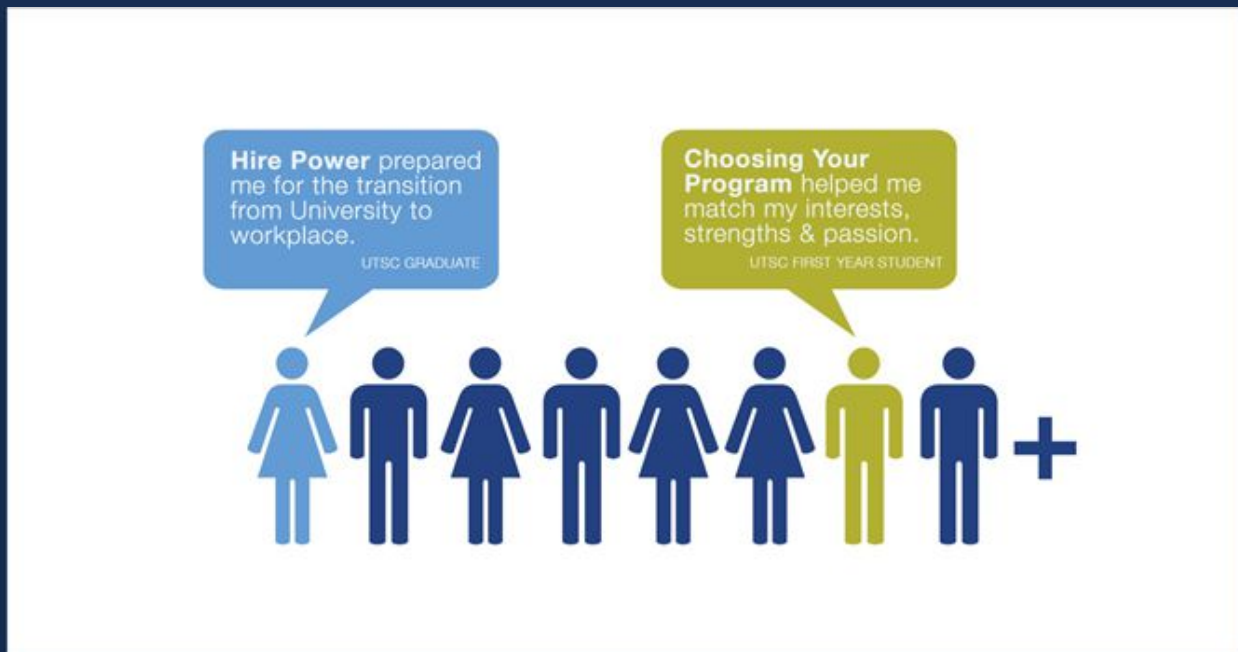 Hire Power prepared
me for the transition
from University to
workplace.
UTSC GRADUATE
Choosing Your
Program helped me
match my interests,
strengths & passion.
UTSC FIRST YEAR STUDENT
+